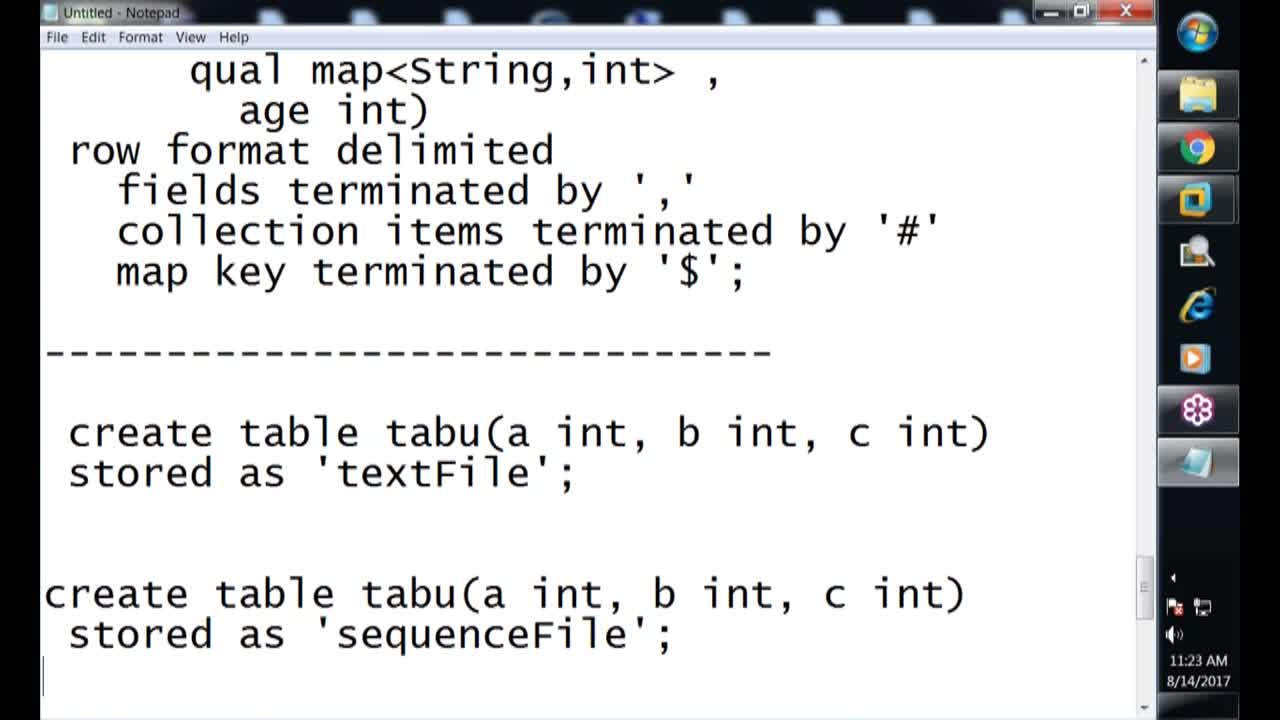 Untitled - Notepad
File Edit Format View Help
qual map<String,int> ,
age int)
row format delimited
fields terminated by ','
collection items terminated by '#'
map key terminated by '$';
------------------------------
create table tabu(a int, b int, c int)
stored as 'textFile';
create table tabu(a int, b int, c int)
stored as 'sequenceFile';
11:23 AM
8/14/2017